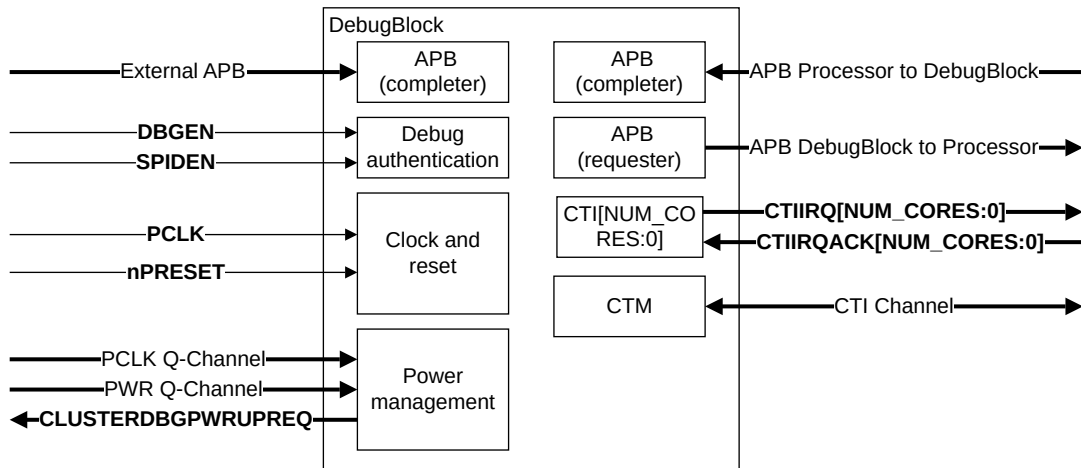 DebugBlock
External APB
APB
(completer)
APB
(completer)
APB Processor to DebugBlock
DBGEN
SPIDEN
Debug
authentication
APB
(requester)
APB DebugBlock to Processor
PCLK
nPRESET
Clock and
reset
CTI[NUM_CO
RES:0]
CTIIRQ[NUM_CORES:0]
CTIIRQACK[NUM_CORES:0]
CTM
CTI Channel
PCLK Q-Channel
PWR Q-Channel
CLUSTERDBGPWRUPREQ
Power
management